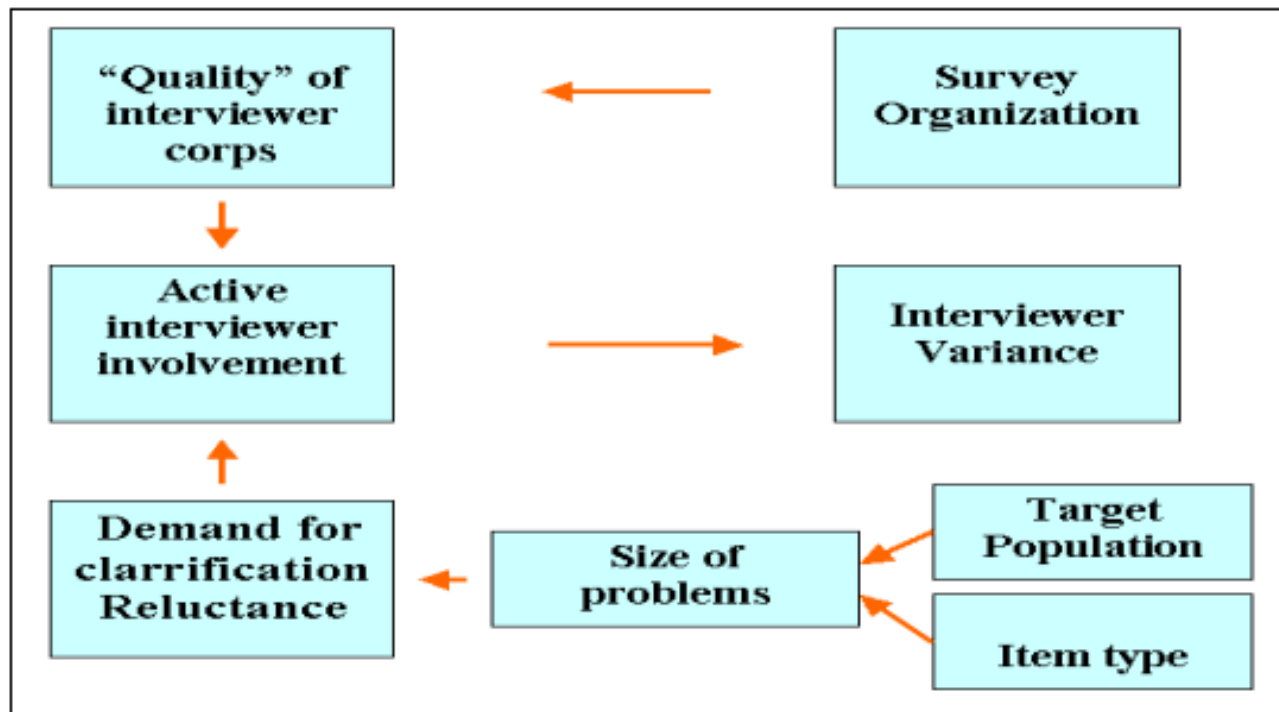 “Quality” of
interviewer
corps
Survey
Organization
Active
interviewer
involvement
Interviewer
Variance
Demand for
clarrification
Reluctance
Size of
problems
Target
Population
Item type